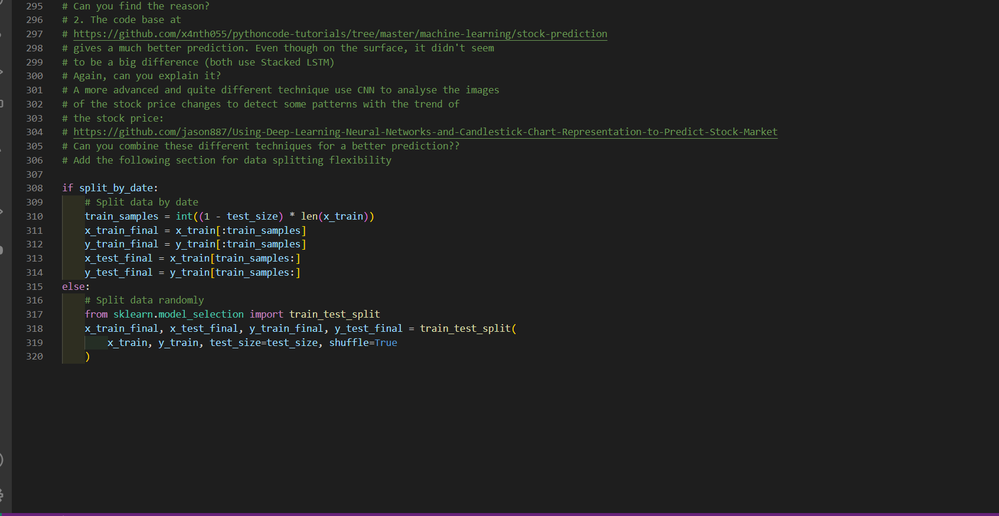 295 # Can you find the reason?
296 # 2. The code base at
297 # https://github.com/x4nth055/pythoncode-tutorials/tree/master/machine-learning/stock-prediction
298 # gives a much better prediction. Even though on the surface, it didn't seem
299 # to be a big difference (both use Stacked LSTM)
300 # Again, can you explain it?
301 # A more advanced and quite different technique use CNN to analyse the images
302 # of the stock price changes to detect some patterns with the trend of
303 # the stock price:
304 # https://github.com/jason887/Using-Deep-Learning-Neural-Networks-and-Candlestick-Chart-Representation-to-Predict-Stock-Market
305 # Can you combine these different techniques for a better prediction??
306 # Add the following section for data splitting flexibility
307
308 if split_by_date:
309     # Split data by date
310     train_samples = int((1 - test_size) * len(x_train))
311     x_train_final = x_train[:train_samples]
312     y_train_final = y_train[:train_samples]
313     x_test_final = x_train[train_samples:]
314     y_test_final = y_train[train_samples:]
315 else:
316     # Split data randomly
317     from sklearn.model_selection import train_test_split
318     x_train_final, x_test_final, y_train_final, y_test_final = train_test_split(
319         x_train, y_train, test_size=test_size, shuffle=True
320     )